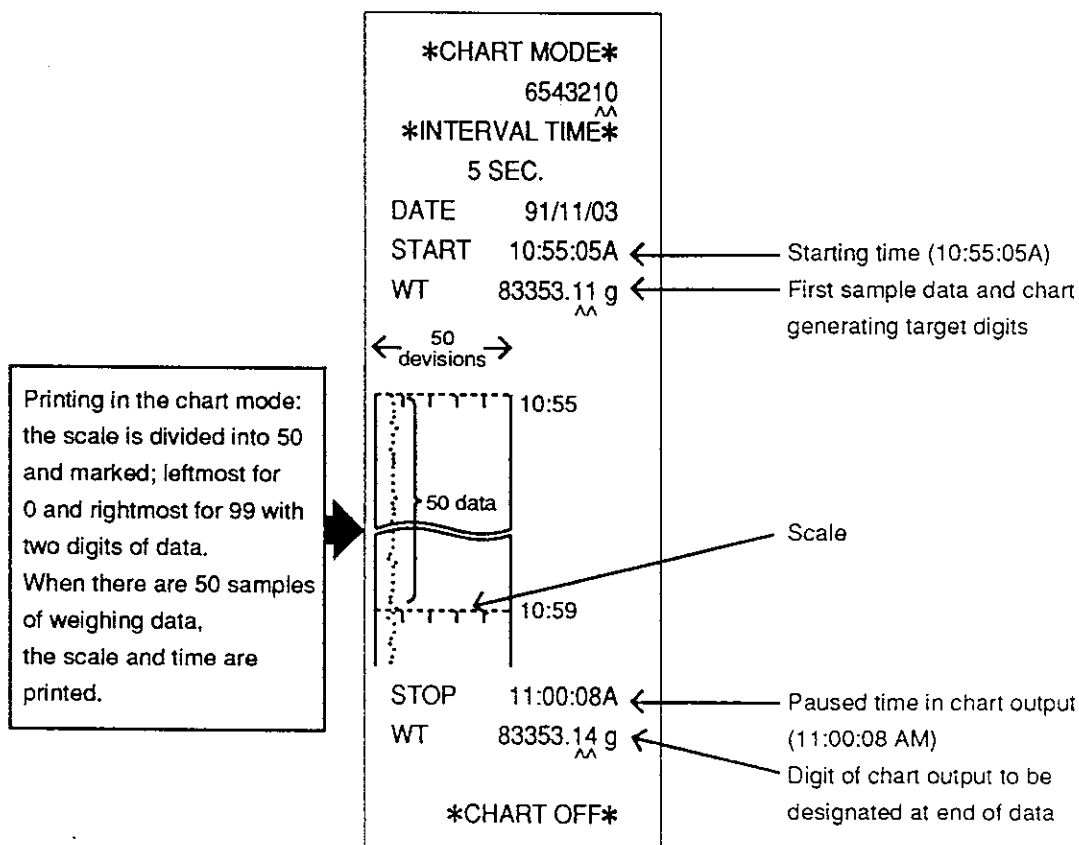 *CHART MODE*
6543210
^^
*INTERVAL TIME*
5 SEC.
DATE 91/11/03
START 10:55:05A
Starting time (10:55:05A)
WT 83353.11 g
^^
First sample data and chart
generating target digits
50
devisions
10:55
50 data
Printing in the chart mode:
the scale is divided into 50
and marked; leftmost for
0 and rightmost for 99 with
two digits of data.
When there are 50 samples
of weighing data,
the scale and time are
printed.
Scale
10:59
STOP 11:00:08A
Paused time in chart output
(11:00:08 AM)
WT 83353.14 g
^^
Digit of chart output to be
designated at end of data
*CHART OFF*